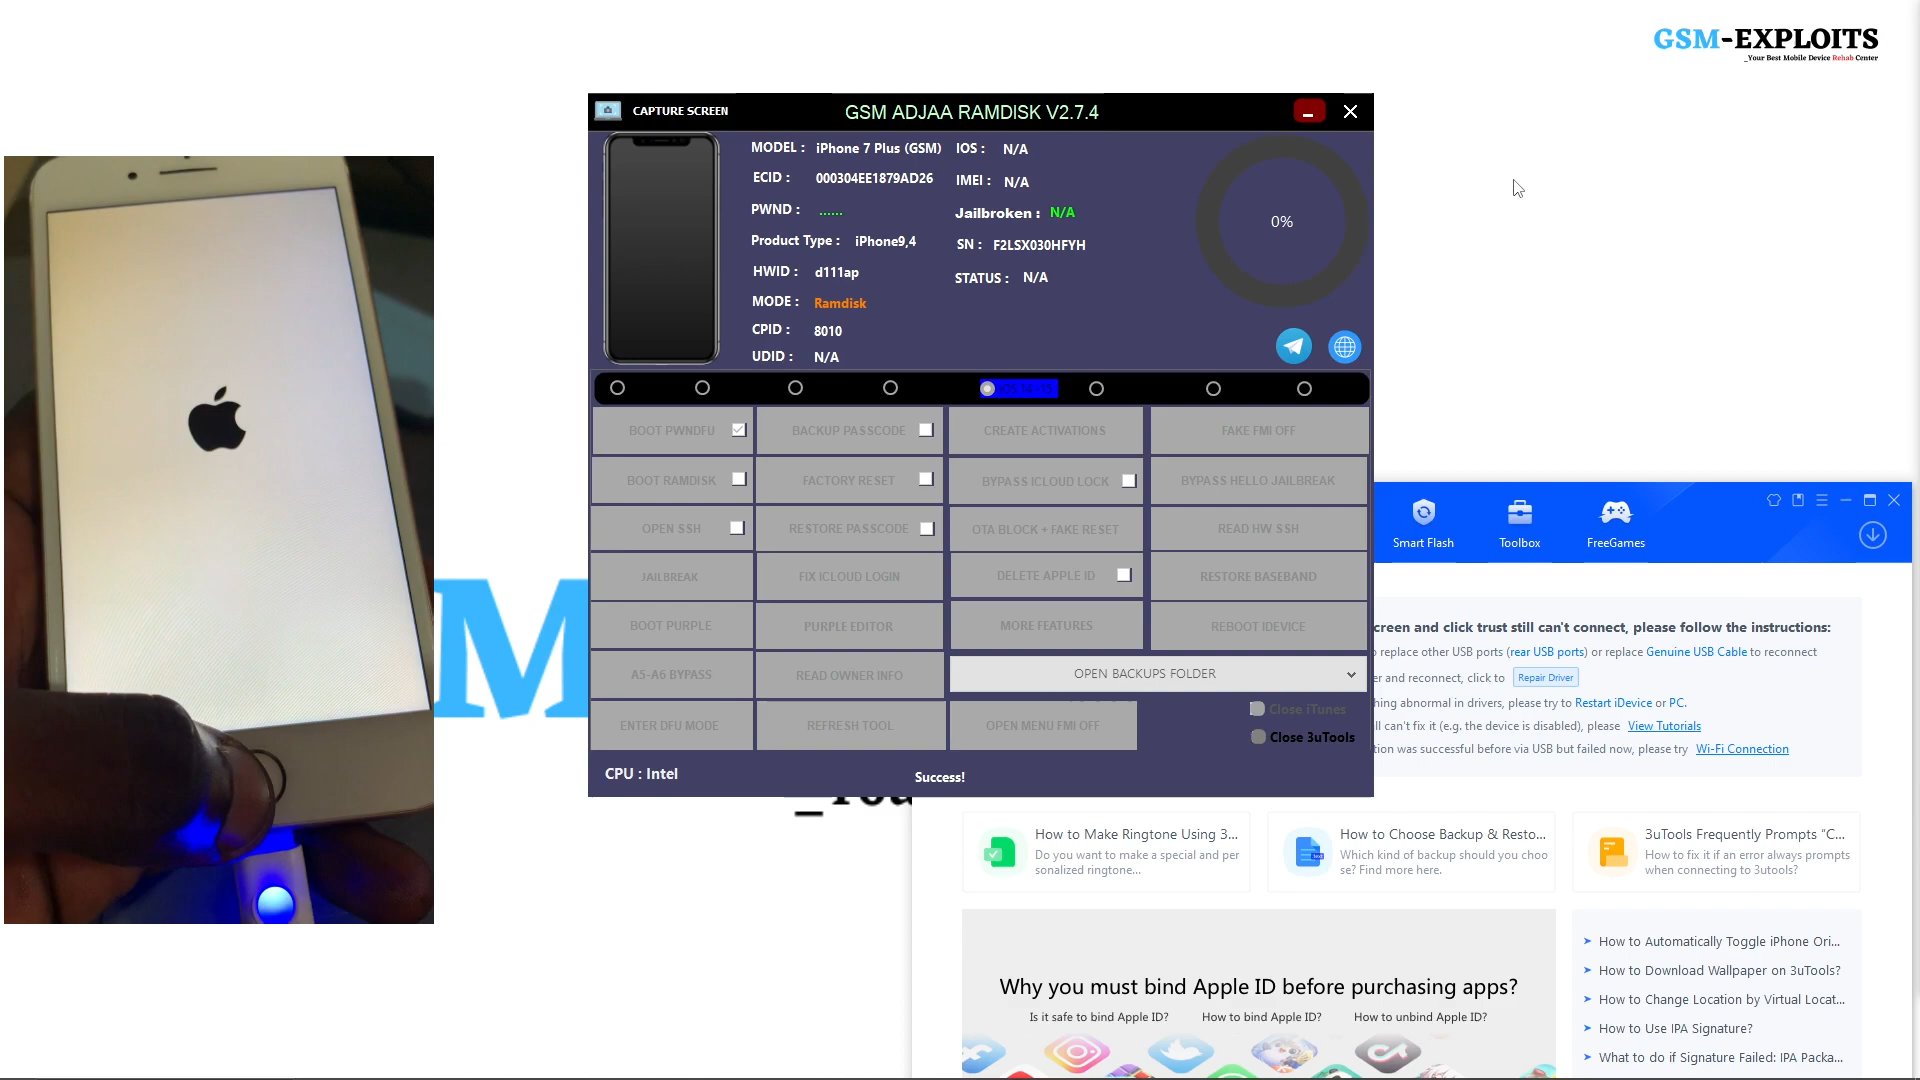 GSM-EXPLOITS
_Your Best Mobile Device Rehab Center
CAPTURE SCREEN
GSM ADJAA RAMDISK V2.7.4
MODEL : iPhone 7 Plus (GSM)
IOS : N/A
ECID : 000304EE1879AD26
IMEI : N/A
PWND : ......
Jailbroken : N/A
Product Type : iPhone9,4
SN : F2LSX030HFYH
HWID : d111ap
STATUS : N/A
MODE : Ramdisk
CPID : 8010
UDID : N/A
0%
BOOT PWNDFU
BACKUP PASSCODE
CREATE ACTIVATIONS
FAKE FMI OFF
BOOT RAMDISK
FACTORY RESET
BYPASS ICLOUD LOCK
BYPASS HELLO JAILBREAK
OPEN SSH
RESTORE PASSCODE
OTA BLOCK + FAKE RESET
READ HW SSH
JAILBREAK
FIX ICLOUD LOGIN
DELETE APPLE ID
RESTORE BASEBAND
BOOT PURPLE
PURPLE EDITOR
MORE FEATURES
REBOOT IDEVICE
A5-A6 BYPASS
READ OWNER INFO
OPEN BACKUPS FOLDER
ENTER DFU MODE
REFRESH TOOL
OPEN MENU FMI OFF
Close iTunes
Close 3uTools
CPU : Intel
Success!
M
Smart Flash
Toolbox
FreeGames
creen and click trust still can't connect, please follow the instructions:
replace other USB ports (rear USB ports) or replace Genuine USB Cable to reconnect
er and reconnect, click to Repair Driver
hing abnormal in drivers, please try to Restart iDevice or PC.
ll can't fix it (e.g. the device is disabled), please View Tutorials
tion was successful before via USB but failed now, please try Wi-Fi Connection
How to Make Ringtone Using 3...
Do you want to make a special and per
sonalized ringtone...
How to Choose Backup & Resto...
Which kind of backup should you choo
se? Find more here.
3uTools Frequently Prompts “C...
How to fix it if an error always prompts
when connecting to 3utools?
Why you must bind Apple ID before purchasing apps?
Is it safe to bind Apple ID?
How to bind Apple ID?
How to unbind Apple ID?
How to Automatically Toggle iPhone Ori...
How to Download Wallpaper on 3uTools?
How to Change Location by Virtual Locat...
How to Use IPA Signature?
What to do if Signature Failed: IPA Packa...